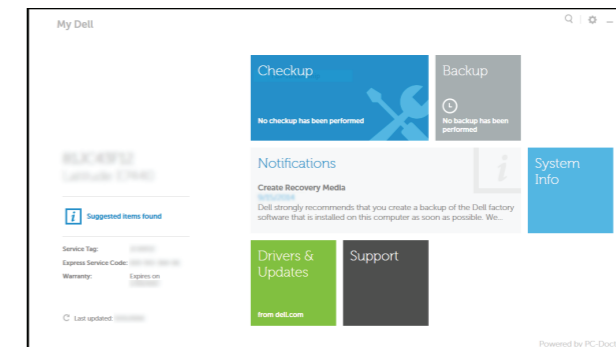 My Dell
Checkup
No checkup has been performed
Backup
No backup has been
performed
Notifications
Create Recovery Media
Dell strongly recommends that you create a backup of the Dell factory
software that is installed on this computer as soon as possible. We...
System
Info
Suggested items found
Service Tag:
Express Service Code:
Warranty: Expires on
Last updated:
Drivers &
Updates
from dell.com
Support
Powered by PC-Doct